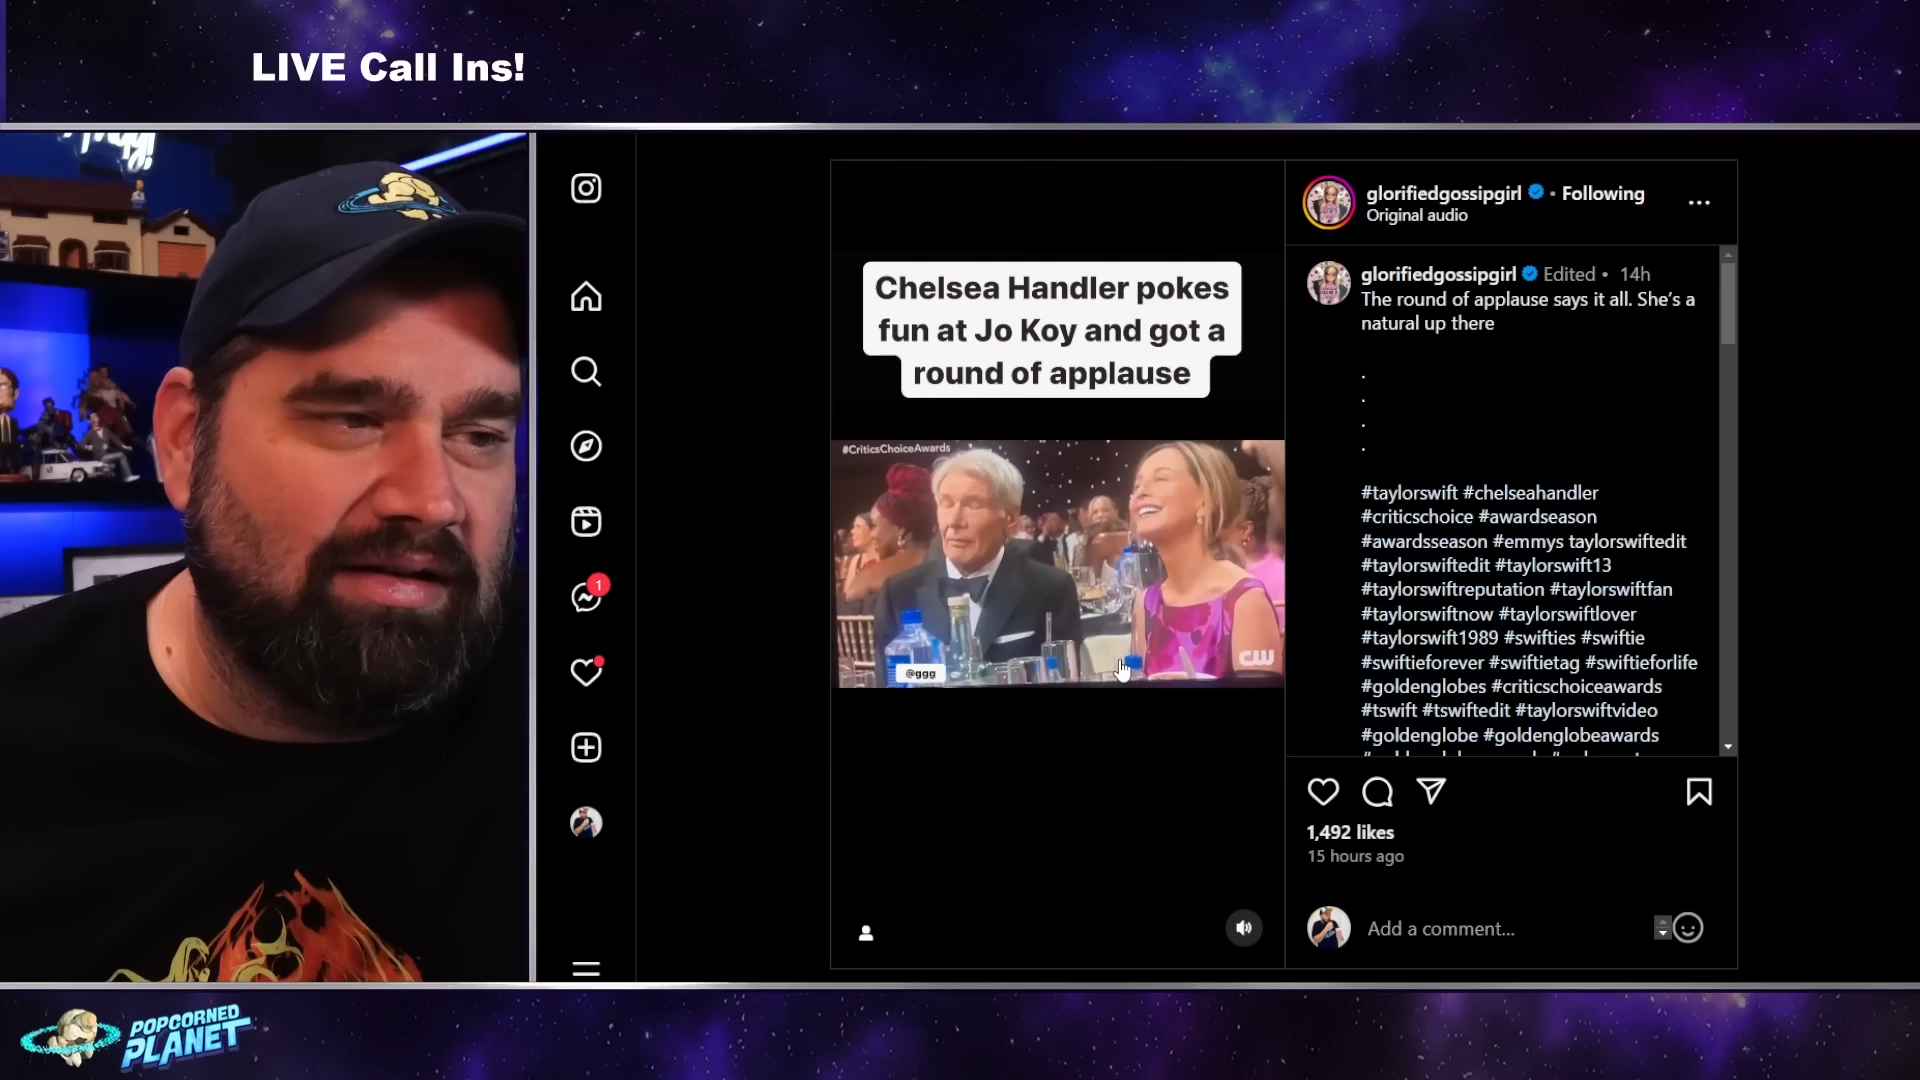 LIVE Call Ins!
Chelsea Handler pokes
fun at Jo Koy and got a
round of applause
#CriticsChoiceAwards
@ggg
CW
glorifiedgossipgirl • Following
Original audio
glorifiedgossipgirl Edited • 14h
The round of applause says it all. She's a
natural up there
.
.
.
.
#taylorswift #chelseahandler
#criticschoice #awardseason
#awardsseason #emmys taylorswiftedit
#taylorswiftedit #taylorswift13
#taylorswiftreputation #taylorswiftfan
#taylorswiftnow #taylorswiftlover
#taylorswift1989 #swifties #swiftie
#swiftieforever #swiftietag #swiftieforlife
#goldenglobes #criticschoiceawards
#tswift #tswiftedit #taylorswiftvideo
#goldenglobe #goldenglobeawards
1,492 likes
15 hours ago
Add a comment...
1
POPCORNED
PLANET